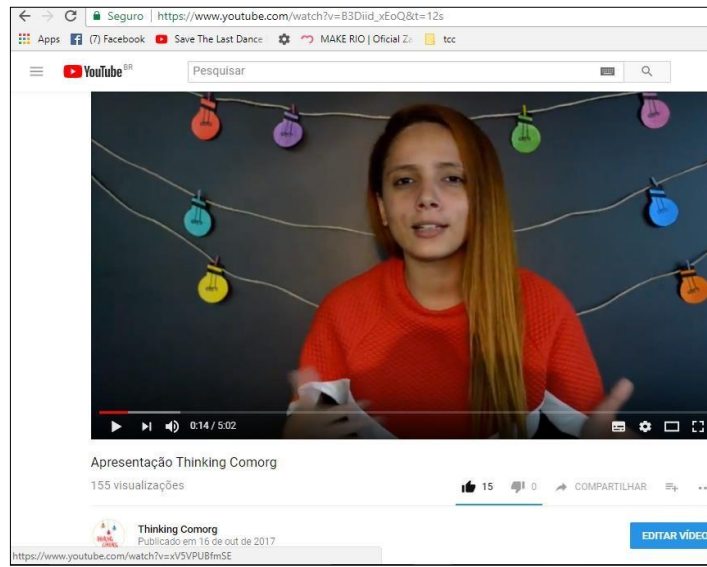 Seguro | https://www.youtube.com/watch?v=B3Diid_xEoQ&t=12s
Apps (7) Facebook Save The Last Dance MAKE RIO | Oficial Za tcc
YouTube BR Pesquisar
0:14 / 5:02
Apresentação Thinking Comorg
155 visualizações 15 0 COMPARTILHAR
Thinking Comorg
Publicado em 16 de out de 2017
EDITAR VÍDEO
https://www.youtube.com/watch?v=xV5VPUBfmSE